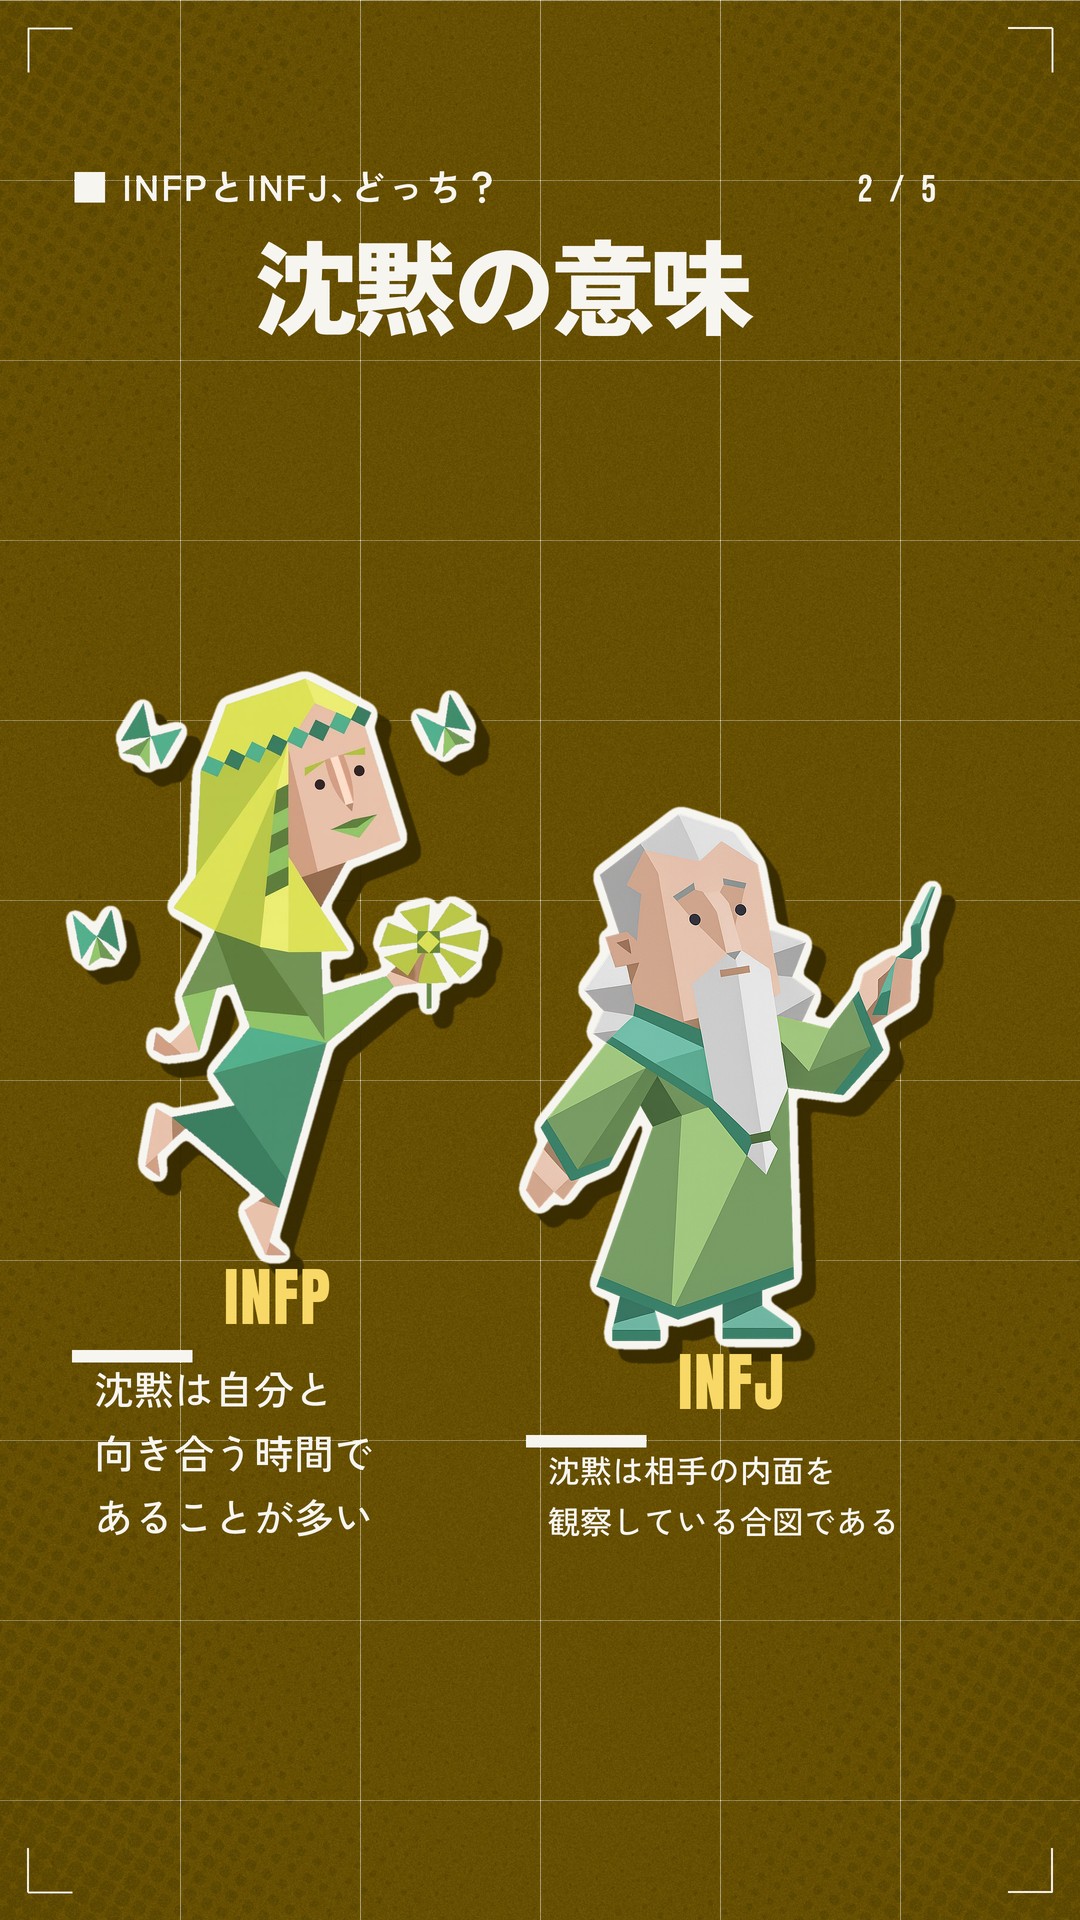 INFPとINFJ、どっち？
2 / 5
沈黙の意味
INFP
沈黙は自分と
向き合う時間で
あることが多い
INFJ
沈黙は相手の内面を
観察している合図である